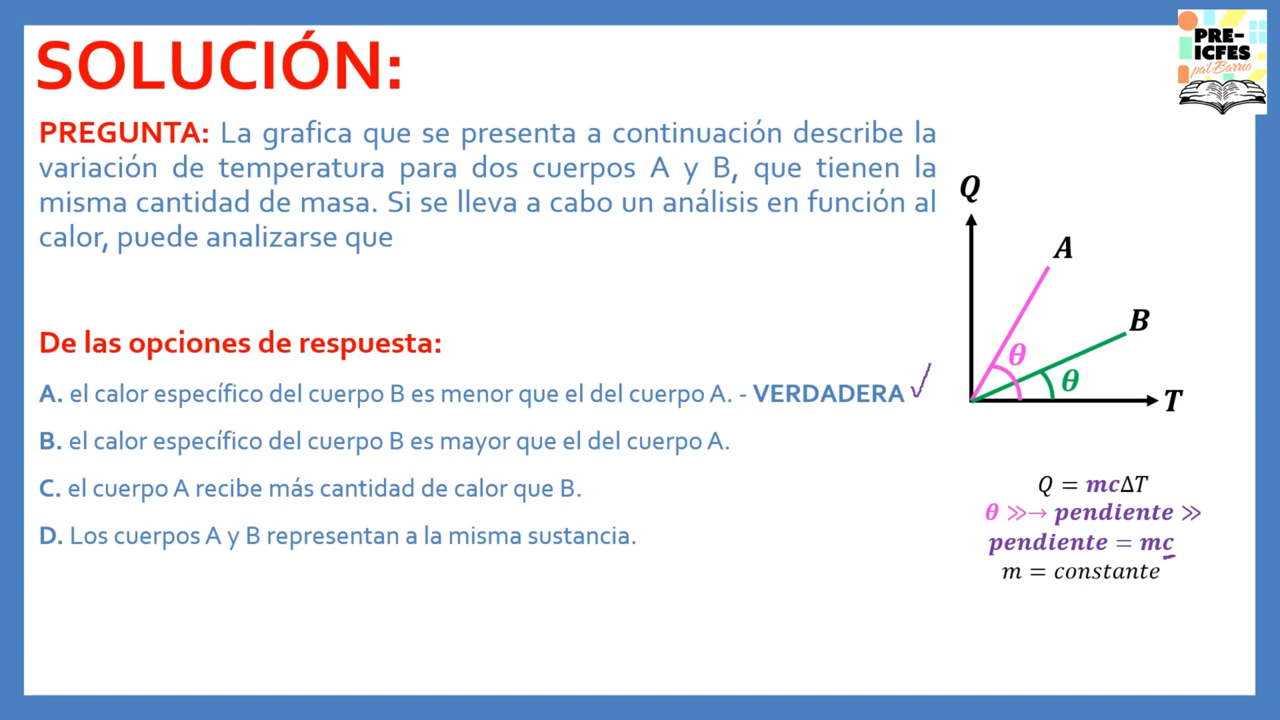 SOLUCIÓN:
PRE-
ICFES
pal Barrio
PREGUNTA: La grafica que se presenta a continuación describe la
variación de temperatura para dos cuerpos A y B, que tienen la
misma cantidad de masa. Si se lleva a cabo un análisis en función al
calor, puede analizarse que
De las opciones de respuesta:
A. el calor específico del cuerpo B es menor que el del cuerpo A. - VERDADERA
B. el calor específico del cuerpo B es mayor que el del cuerpo A.
C. el cuerpo A recibe más cantidad de calor que B.
D. Los cuerpos A y B representan a la misma sustancia.
Q
A
B
θ
θ
T
Q = mcΔT
θ ≫→ pendiente ≫
pendiente = mc
m = constante